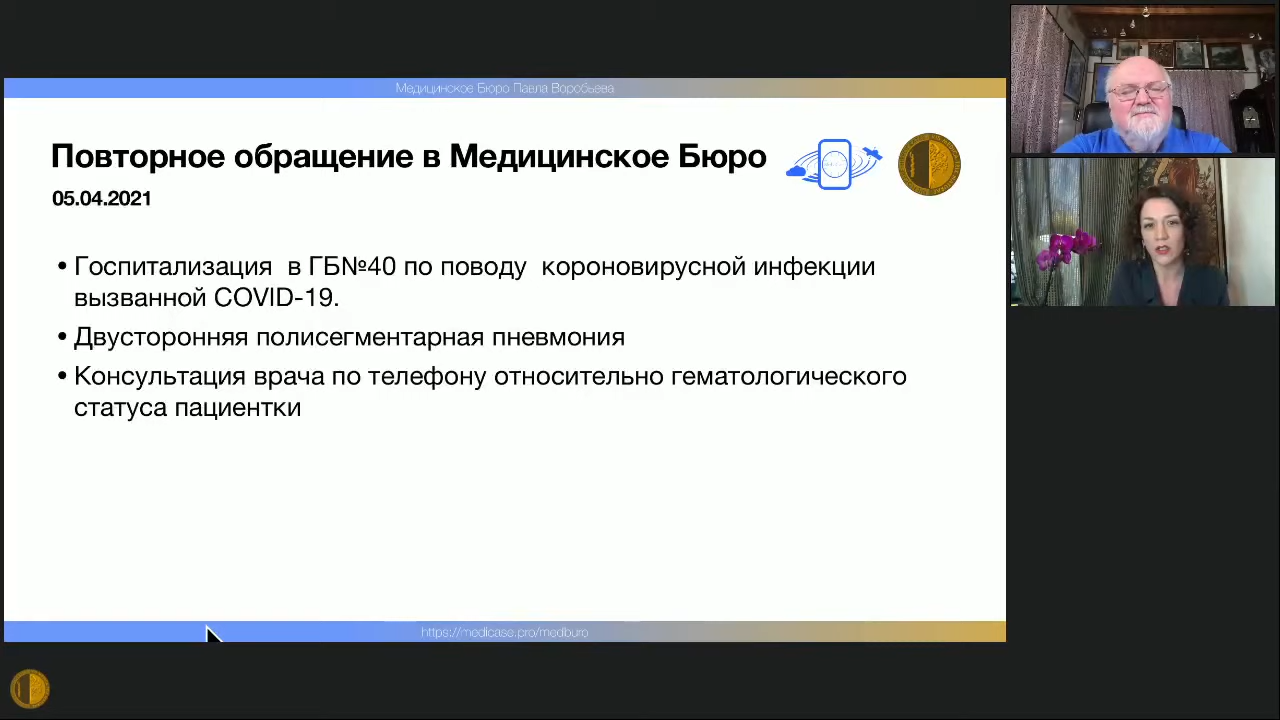 Медицинское Бюро Павла Воробьева
Повторное обращение в Медицинское Бюро
05.04.2021
• Госпитализация в ГБ№40 по поводу короновирусной инфекции
вызванной COVID-19.
• Двусторонняя полисегментарная пневмония
• Консультация врача по телефону относительно гематологического
статуса пациентки
https://medicase.pro/medburo